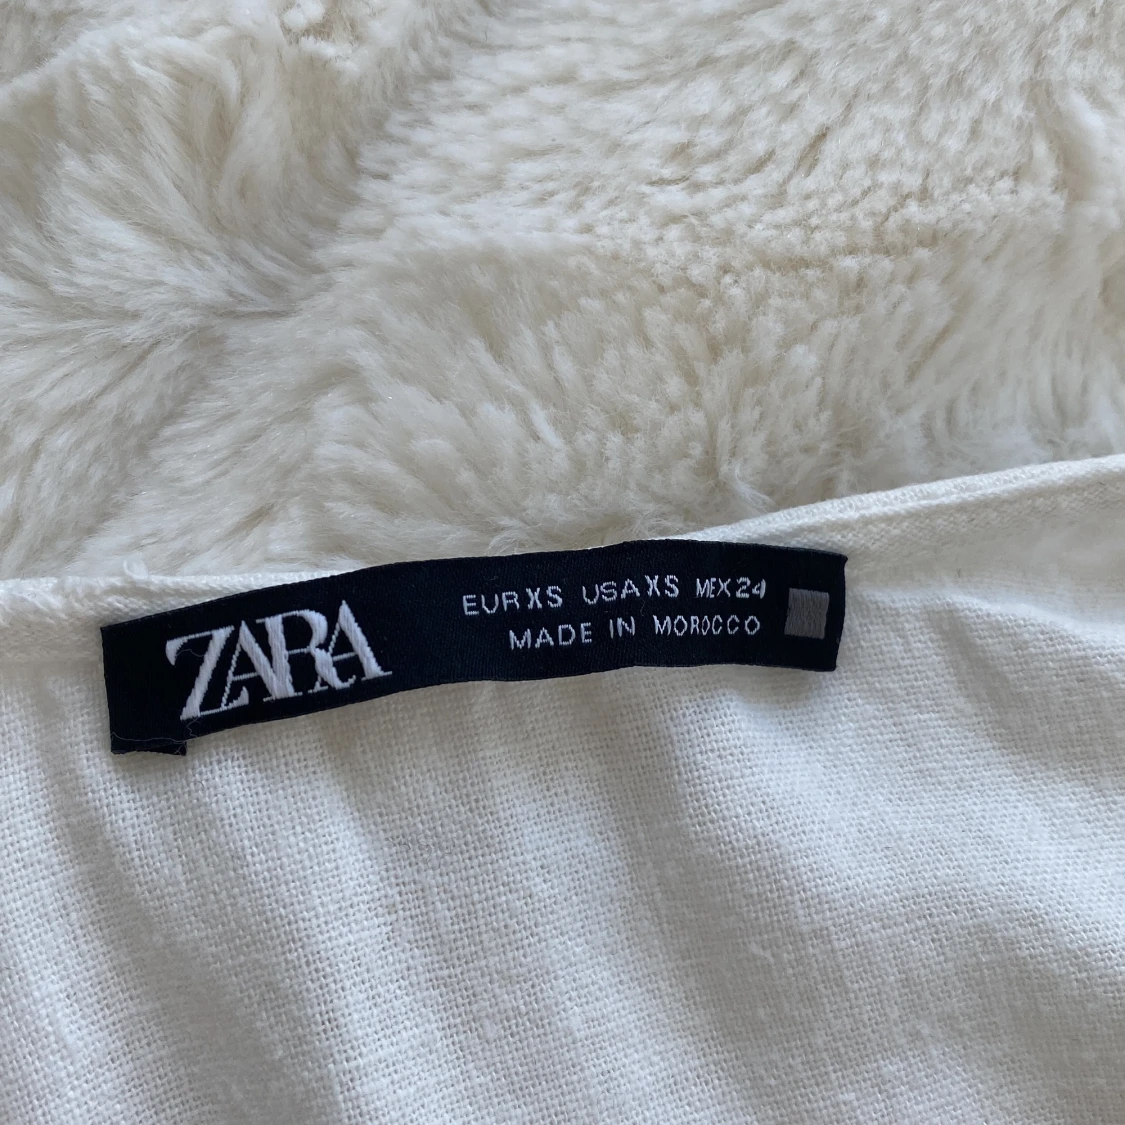 ZARA
EUR XS USA XS MEX 24
MADE IN MOROCCO